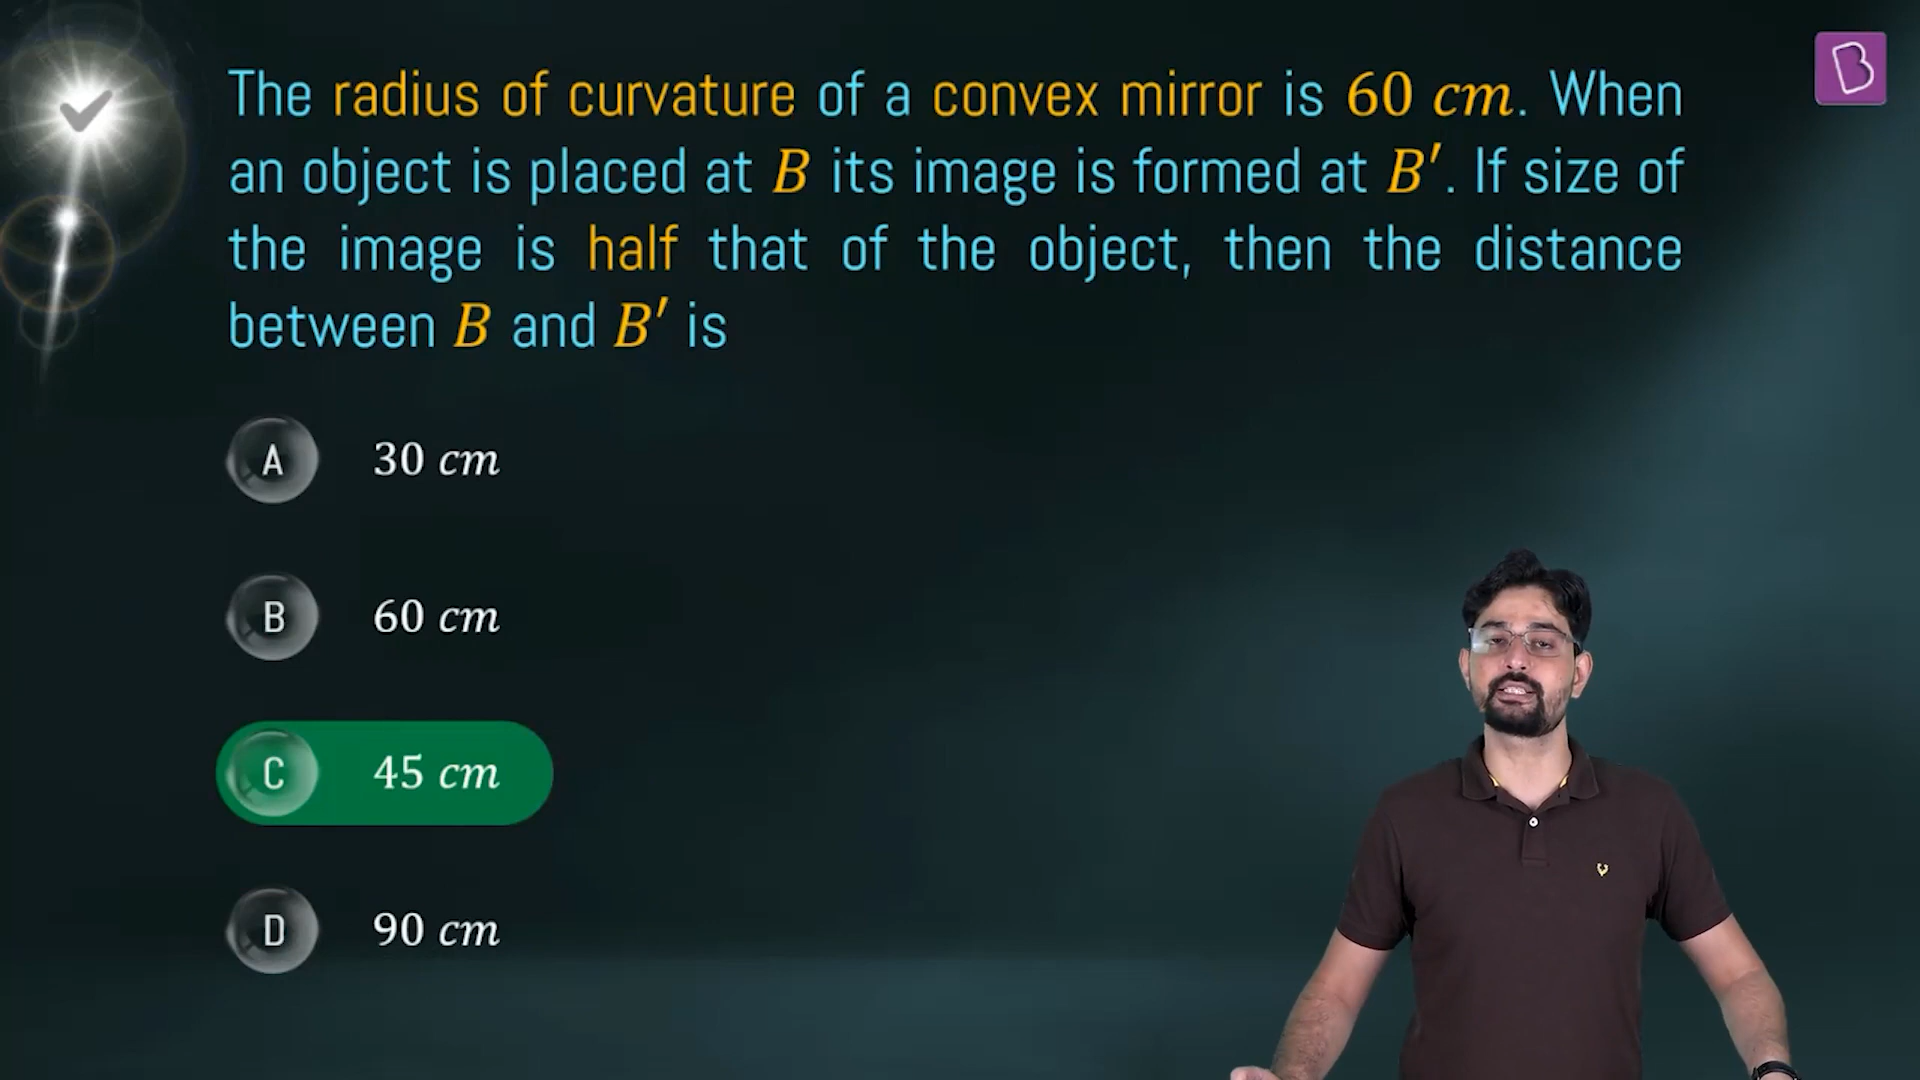 The radius of curvature of a convex mirror is 60 cm. When
an object is placed at B its image is formed at B′. If size of
the image is half that of the object, then the distance
between B and B′ is
A 30 cm
B 60 cm
C 45 cm
D 90 cm
B